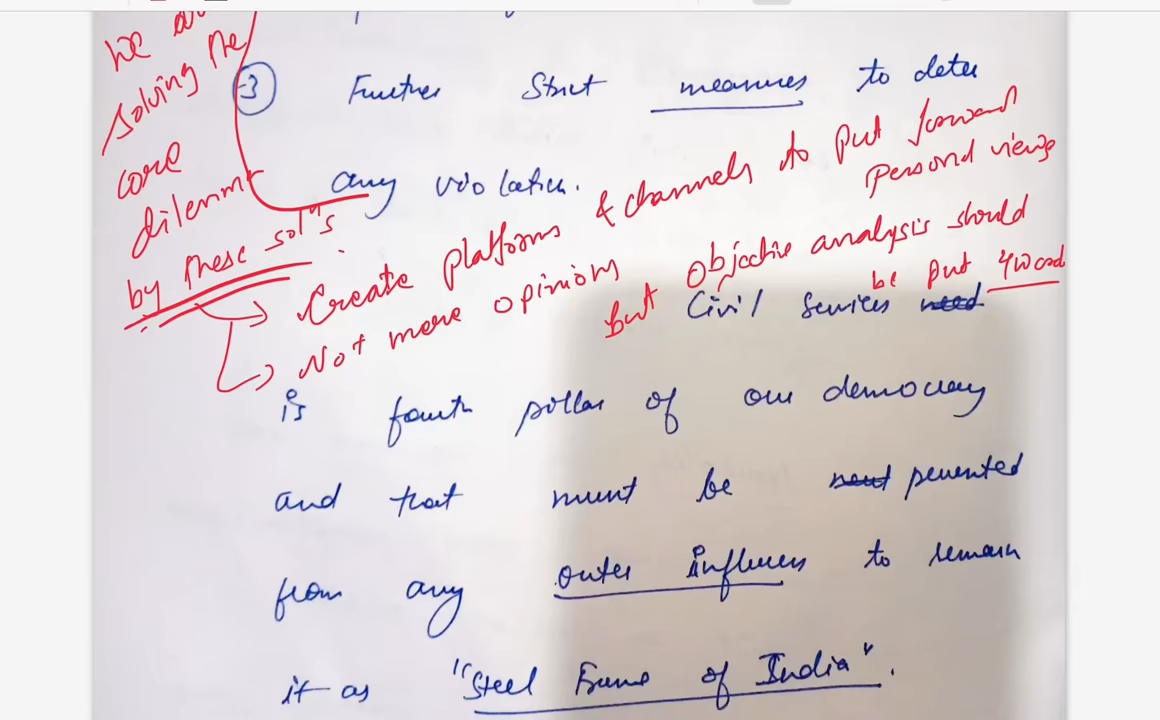 we
solving the
core
dilemma
by these solⁿs
③ Further Strict measures to deter
any violation.
→ Create platforms & channels to put forward
personal views
→ Not mere opinions but objective analysis should
be put 4word
Civil Services need
is fourth pillar of our democracy
and that must be prevented
from any outer influences to remain
it as "Steel Frame of India".